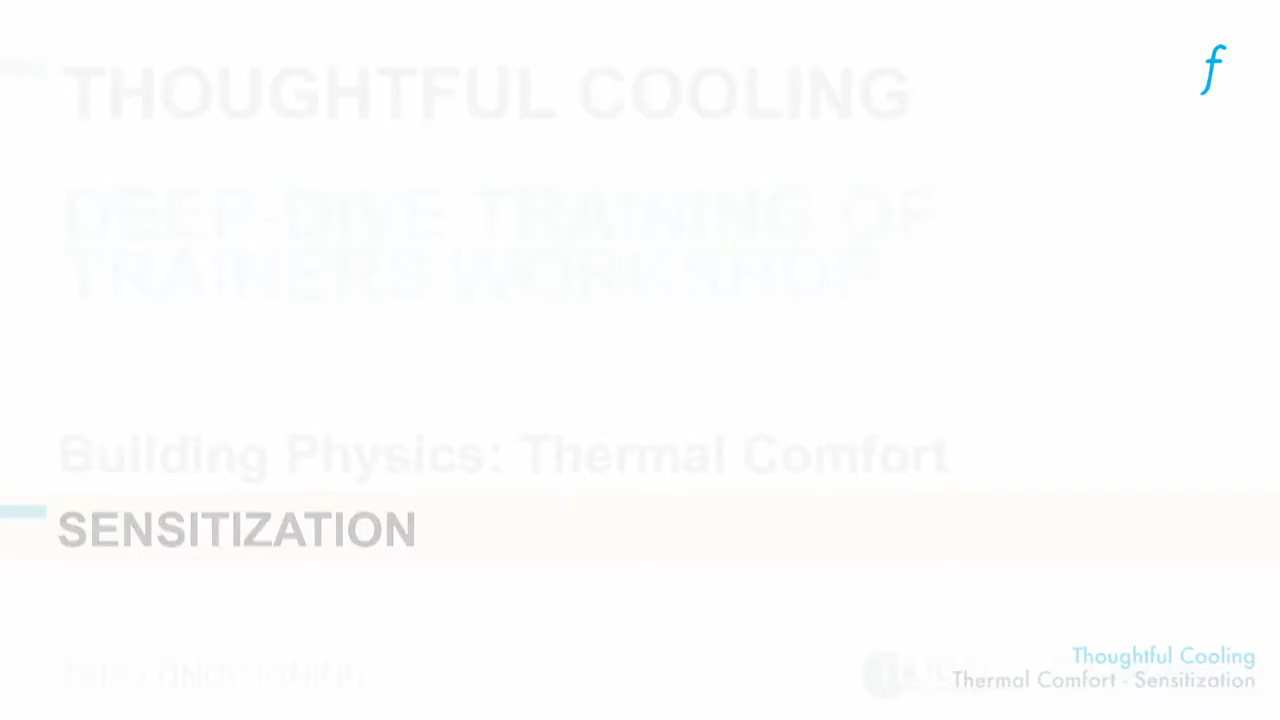 THOUGHTFUL COOLING
f
DEEP-DIVE TRAINING OF
TRAINERS WORKSHOP
Building Physics: Thermal Comfort
SENSITIZATION
Thoughtful Cooling
Thermal Comfort - Sensitization